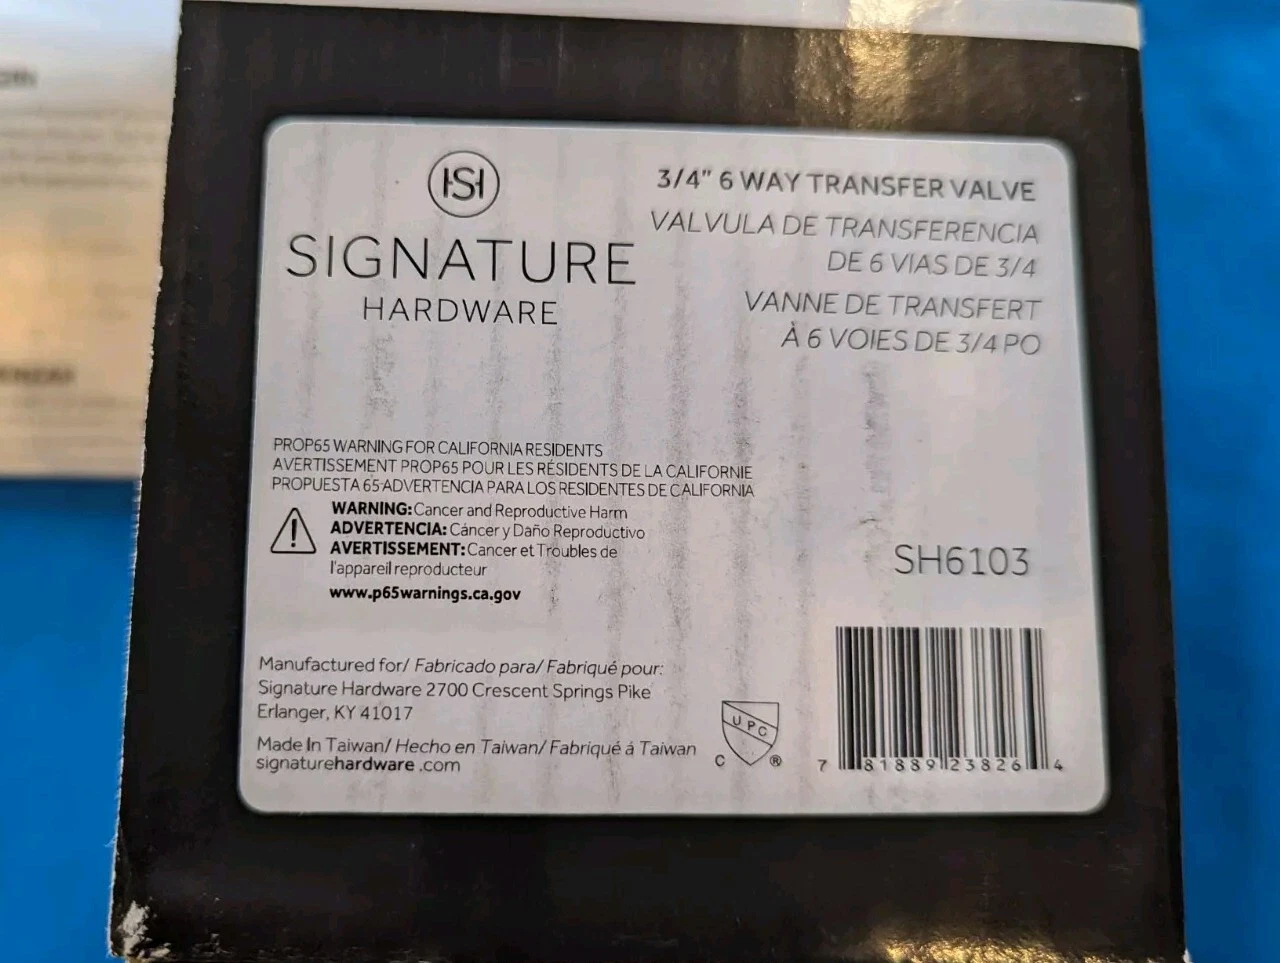 SH
SIGNATURE
HARDWARE
3/4" 6 WAY TRANSFER VALVE
VALVULA DE TRANSFERENCIA
DE 6 VIAS DE 3/4
VANNE DE TRANSFERT
À 6 VOIES DE 3/4 PO
PROP65 WARNING FOR CALIFORNIA RESIDENTS
AVERTISSEMENT PROP65 POUR LES RÉSIDENTS DE LA CALIFORNIE
PROPUESTA 65-ADVERTENCIA PARA LOS RESIDENTES DE CALIFORNIA
WARNING: Cancer and Reproductive Harm
ADVERTENCIA: Cáncer y Daño Reproductivo
AVERTISSEMENT: Cancer et Troubles de
l'appareil reproducteur
www.p65warnings.ca.gov
SH6103
Manufactured for/ Fabricado para/ Fabriqué pour:
Signature Hardware 2700 Crescent Springs Pike
Erlanger, KY 41017
Made In Taiwan/ Hecho en Taiwan/ Fabriqué á Taiwan
signaturehardware.com
UPC
C ®
7 81889 23826 4